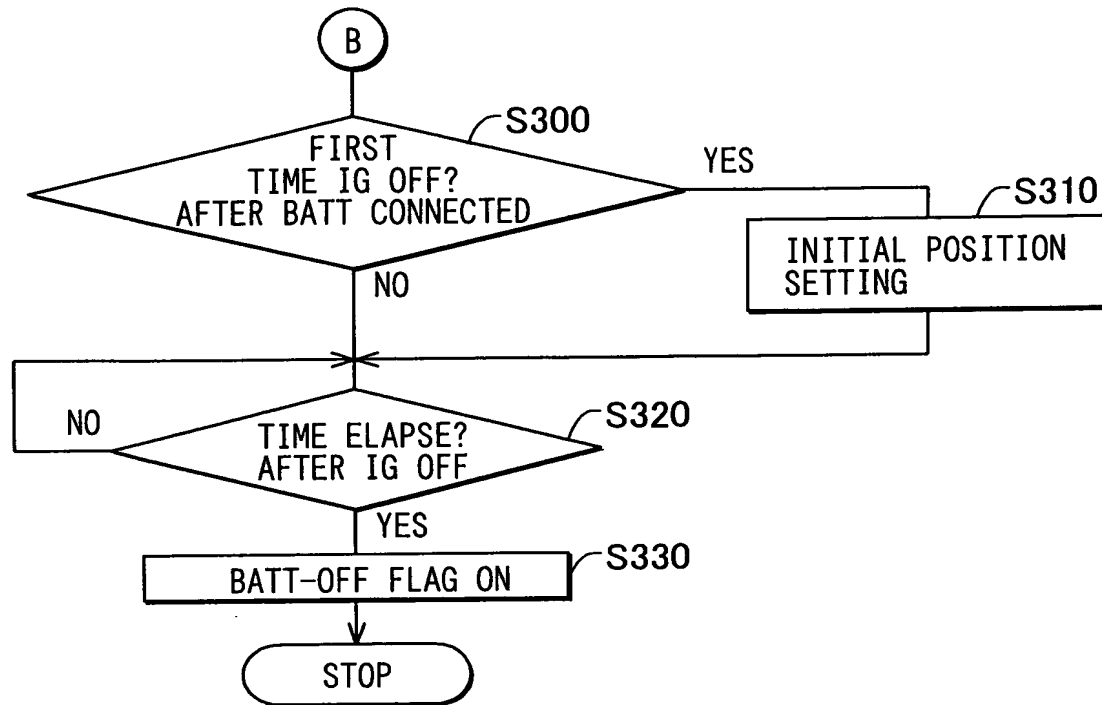 B
S300
FIRST
TIME IG OFF?
AFTER BATT CONNECTED
YES
S310
INITIAL POSITION
SETTING
NO
NO
S320
TIME ELAPSE?
AFTER IG OFF
YES
S330
BATT-OFF FLAG ON
STOP